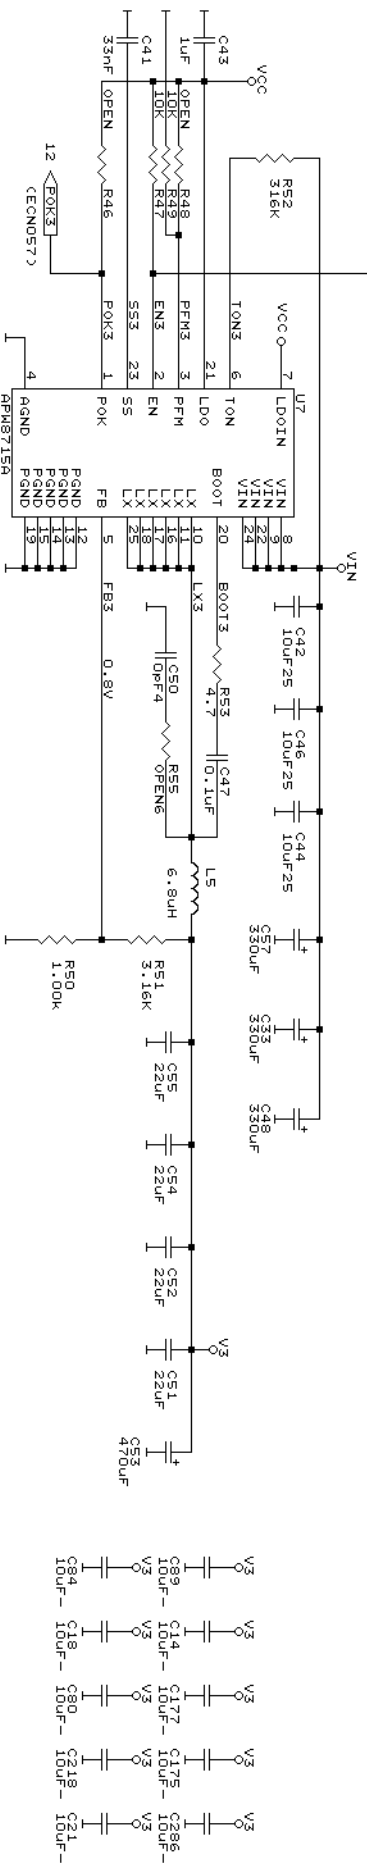 VCC
C43
1uF
C41
33nF
OPEN
10K
10K
OPEN
R48
R49
R47
R46
R52
316K
12
POK3
(ECN057)
VCC
TON3
PFM3
EN3
SS3
POK3
7
6
21
3
2
23
1
4
U7
LDOIN
TON
LDO
PFM
EN
SS
POK
AGND
APW8715A
VIN
VIN
VIN
VIN
BOOT
LX
LX
LX
LX
LX
LX
FB
PGND
PGND
PGND
PGND
PGND
8
9
22
24
20
10
11
16
17
18
25
5
12
13
14
15
19
VIN
BOOT3
LX3
FB3
0.8V
C42
10uF25
C46
10uF25
C44
10uF25
C57
330uF
C33
330uF
C48
330uF
R53
4.7
C47
0.1uF
C50
0pF4
R55
OPEN6
L5
6.8uH
R51
3.16K
R50
1.00K
C55
22uF
C54
22uF
C52
22uF
C51
22uF
V3
C53
470uF
V3
V3
V3
V3
V3
C89
10uF-
C14
10uF-
C177
10uF-
C175
10uF-
C286
10uF-
V3
V3
V3
V3
V3
C84
10uF-
C18
10uF-
C80
10uF-
C218
10uF-
C21
10uF-